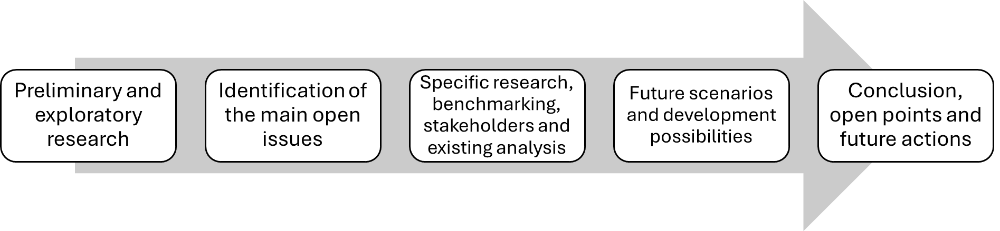 Preliminary and
exploratory
research
Identification of
the main open
issues
Specific research,
benchmarking,
stakeholders and
existing analysis
Future scenarios
and development
possibilities
Conclusion,
open points and
future actions